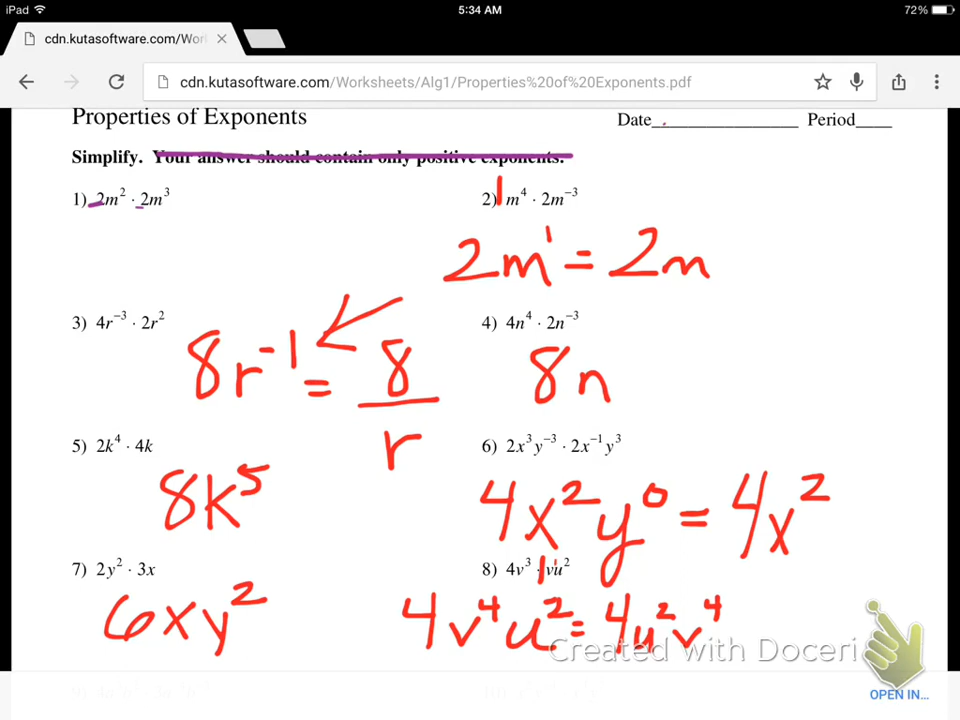 iPad 5:34 AM 72%
cdn.kutasoftware.com/Wor
cdn.kutasoftware.com/Worksheets/Alg1/Properties%20of%20Exponents.pdf
Properties of Exponents Date_______________ Period____
Simplify. Your answer should contain only positive exponents.
1) 2m² · 2m³ 2) 1 m⁴ · 2m⁻³
2m¹ = 2m
3) 4r⁻³ · 2r² 4) 4n⁴ · 2n⁻³
8r⁻¹ = 8/r 8n
5) 2k⁴ · 4k 6) 2x³y⁻³ · 2x⁻¹y³
8k⁵ 4x²y⁰ = 4x²
7) 2y² · 3x 8) 4v³ · 1v¹u²
6xy² 4v⁴u² = 4u²v⁴
Created with Doceri
OPEN IN...